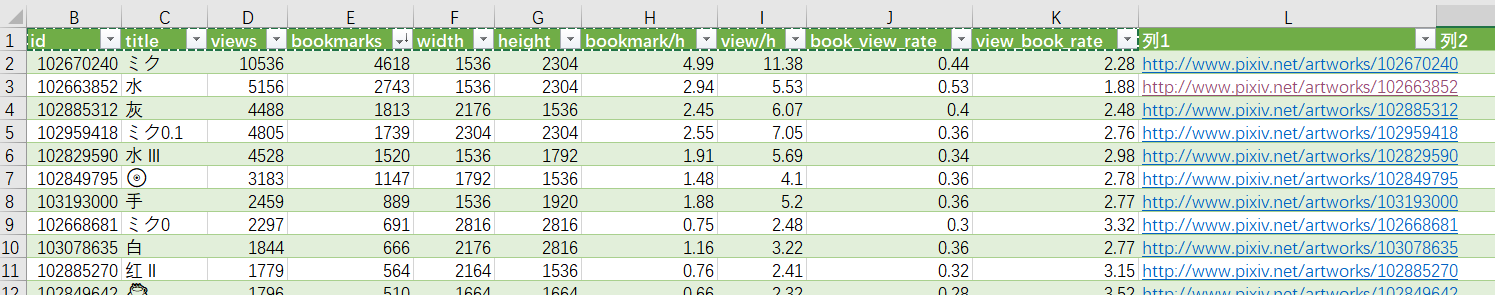 B C D E F G H I J K L
1 id title views bookmarks width height bookmark/h view/h book_view_rate view_book_rate 列1 列2
2 102670240 ミク 10536 4618 1536 2304 4.99 11.38 0.44 2.28 http://www.pixiv.net/artworks/102670240
3 102663852 水 5156 2743 1536 2304 2.94 5.53 0.53 1.88 http://www.pixiv.net/artworks/102663852
4 102885312 灰 4488 1813 2176 1536 2.45 6.07 0.4 2.48 http://www.pixiv.net/artworks/102885312
5 102959418 ミク0.1 4805 1739 2304 2304 2.55 7.05 0.36 2.76 http://www.pixiv.net/artworks/102959418
6 102829590 水 Ⅲ 4528 1520 1536 1792 1.91 5.69 0.34 2.98 http://www.pixiv.net/artworks/102829590
7 102849795 ☉ 3183 1147 1792 1536 1.48 4.1 0.36 2.78 http://www.pixiv.net/artworks/102849795
8 103193000 手 2459 889 1536 1920 1.88 5.2 0.36 2.77 http://www.pixiv.net/artworks/103193000
9 102668681 ミク0 2297 691 2816 2816 0.75 2.48 0.3 3.32 http://www.pixiv.net/artworks/102668681
10 103078635 白 1844 666 2176 2816 1.16 3.22 0.36 2.77 http://www.pixiv.net/artworks/103078635
11 102885270 红 Ⅱ 1779 564 2164 1536 0.76 2.41 0.32 3.15 http://www.pixiv.net/artworks/102885270
12 102849642 1796 510 1664 1664 0.66 2.32 0.28 3.52 http://www.pixiv.net/artworks/102849642